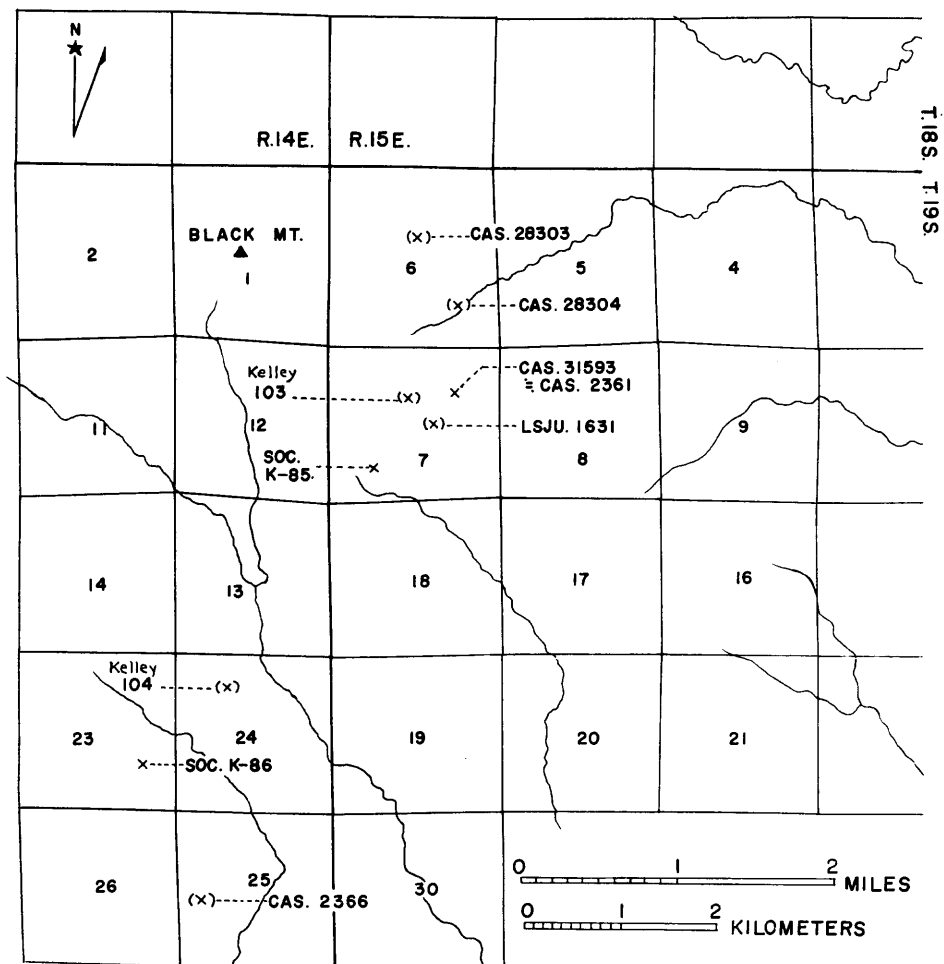 N
R.14E.
R.15E.
T.18S.
T.19S.
BLACK MT.
2
1
6
5
4
CAS. 28303
CAS. 28304
Kelley
103
CAS. 31593
CAS. 2361
LSJU. 1631
SOC.
K-85.
11
12
7
8
9
14
13
18
17
16
Kelley
104
23
24
19
20
21
SOC. K-86
26
25
30
CAS. 2366
0 1 2
MILES
0 1 2
KILOMETERS